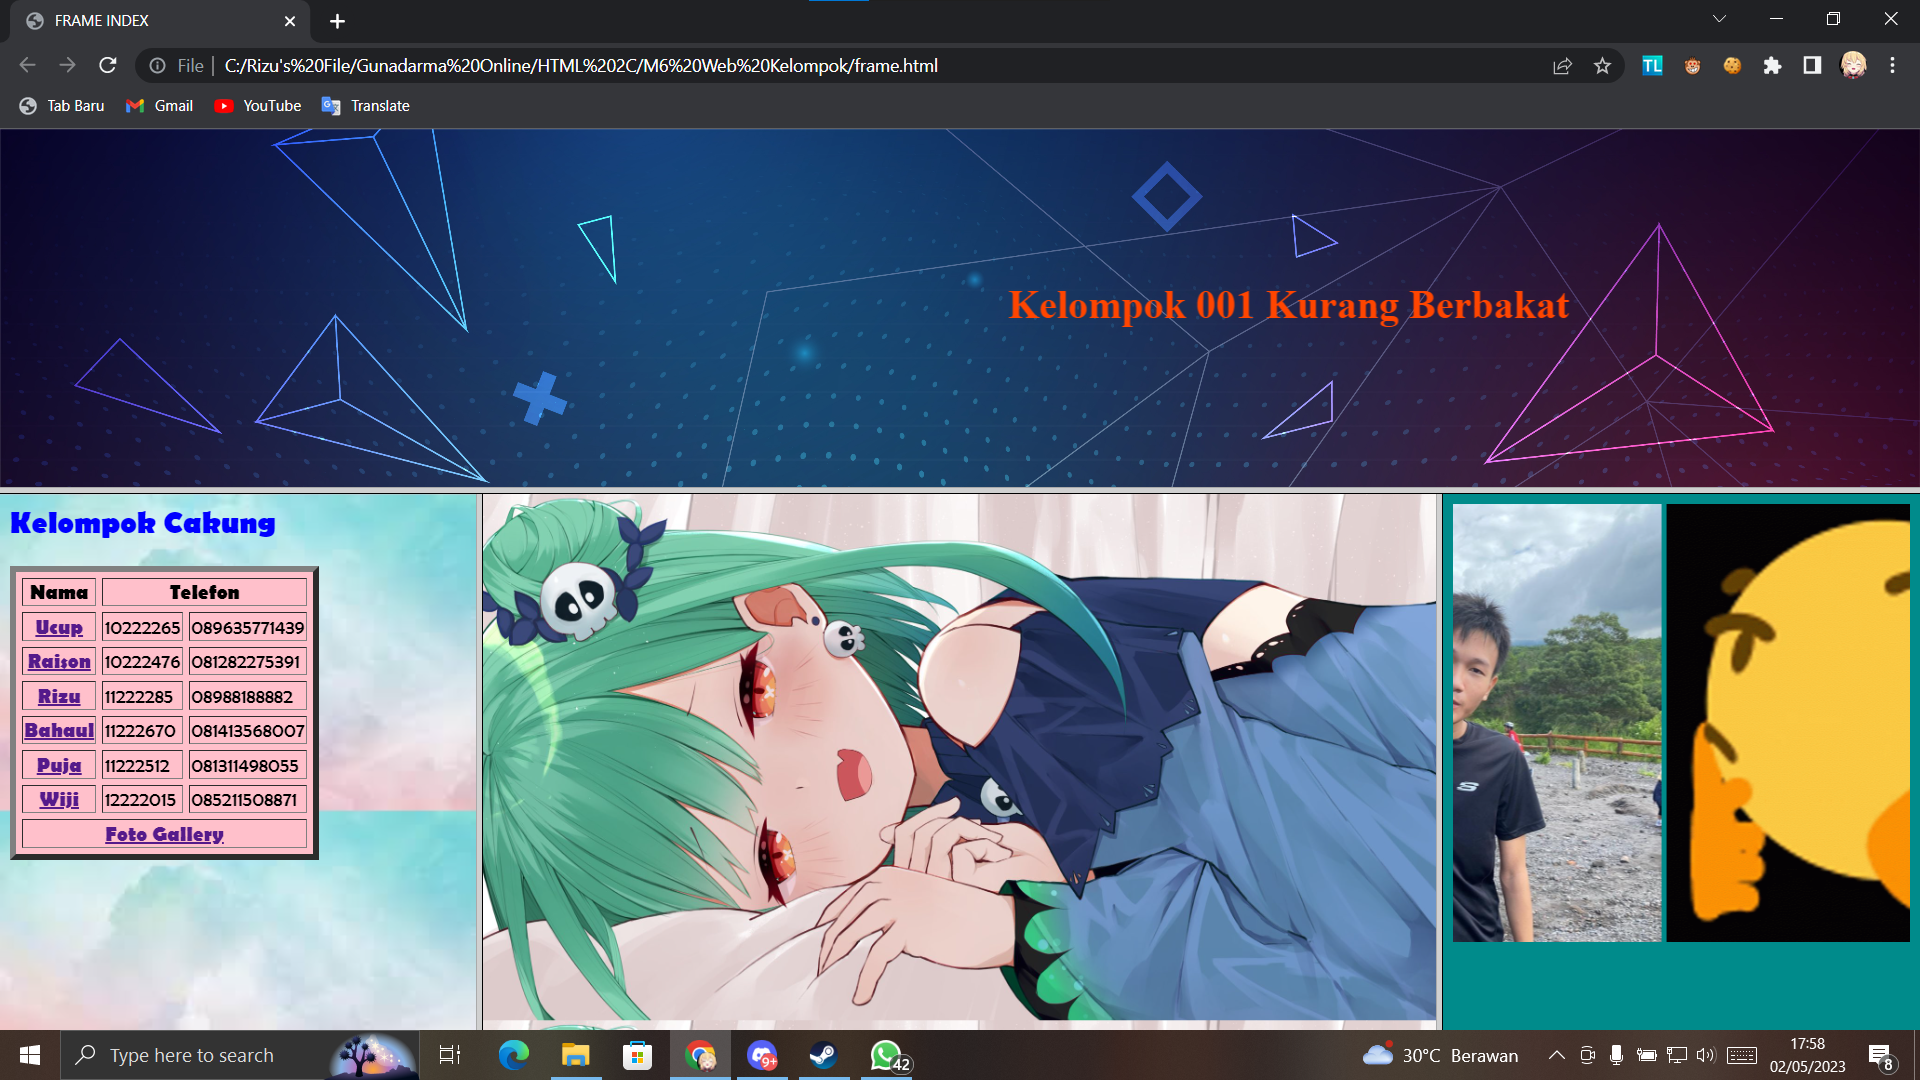 FRAME INDEX
File | C:/Rizu's%20File/Gunadarma%20Online/HTML%202C/M6%20Web%20Kelompok/frame.html
TL
Tab Baru Gmail YouTube Translate
Kelompok 001 Kurang Berbakat
Kelompok Cakung
Nama Telefon
Ucup 10222265 089635771439
Raison 10222476 081282275391
Rizu 11222285 08988188882
Bahaul 11222670 081413568007
Puja 11222512 081311498055
Wiji 12222015 085211508871
Foto Gallery
Type here to search
9+
42
30°C Berawan
17:58
02/05/2023
8